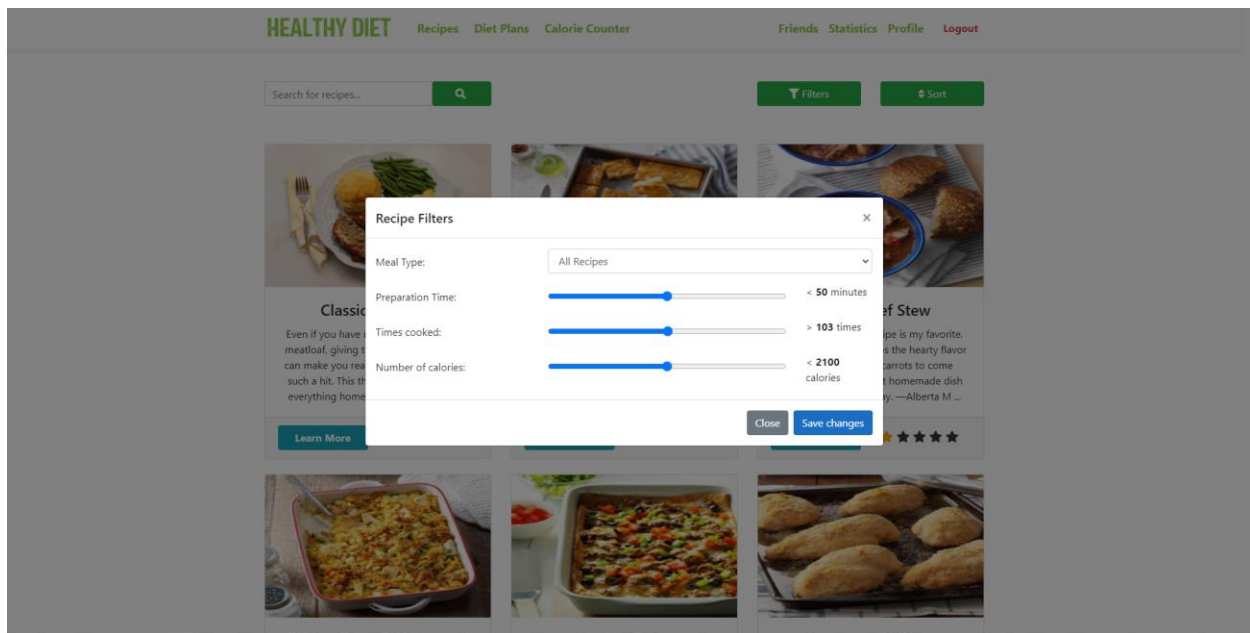 HEALTHY DIET Recipes Diet Plans Calorie Counter Friends Statistics Profile Logout
Search for recipes... Filters Sort
Recipe Filters ×
Meal Type: All Recipes
Preparation Time: < 50 minutes
Times cooked: > 103 times
Number of calories: < 2100
calories
Close Save changes
Classic
Even if you have
meatloaf, giving
can make you
such a hit. This
everything home
Learn More
ef Stew
ipe is my favorite.
s the hearty flavor
carrots to come
t homemade dish
ay. —Alberta M ...